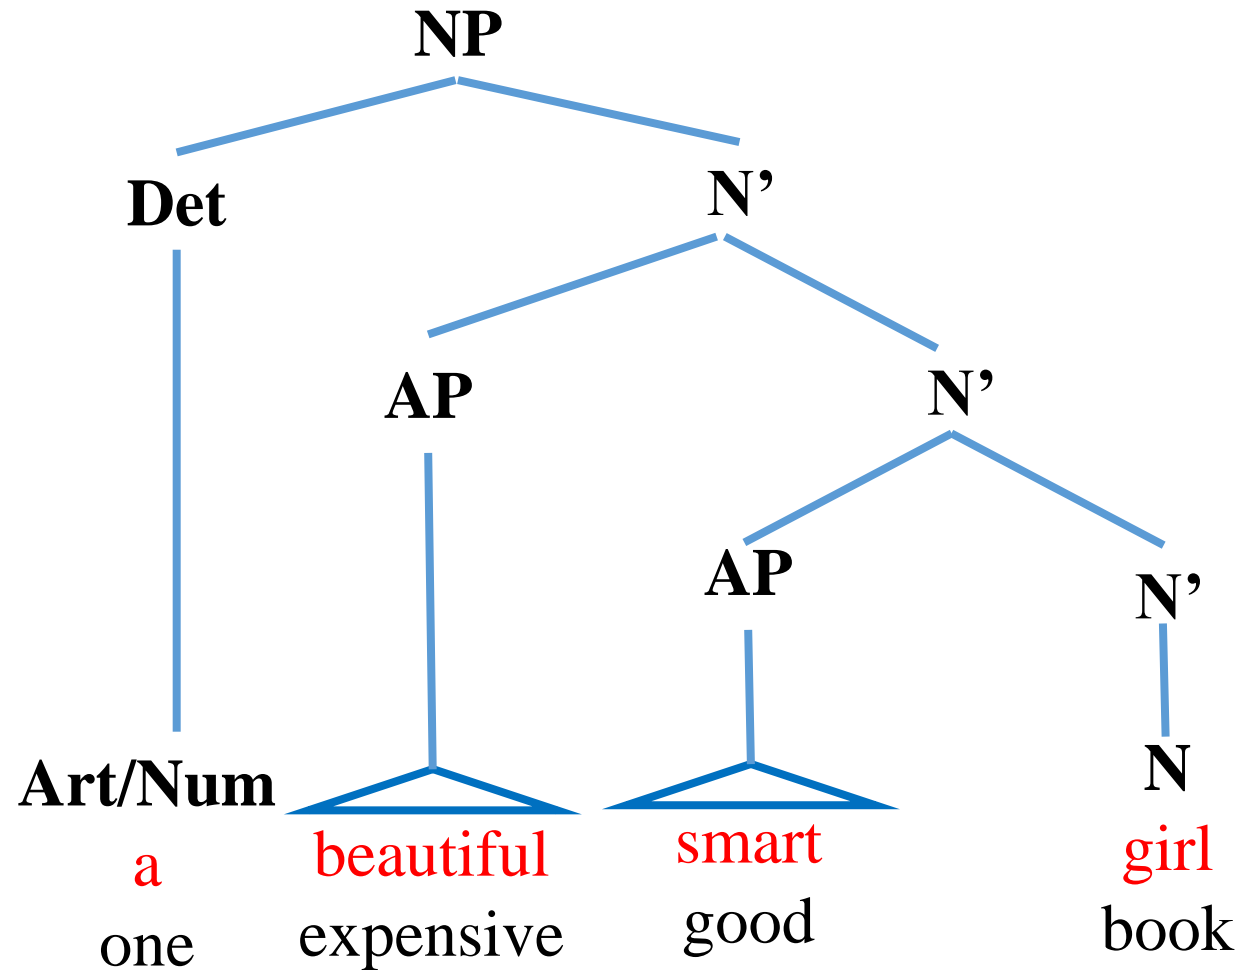 NP
Det N’
AP N’
AP N’
Art/Num N
a beautiful smart girl
one expensive good book